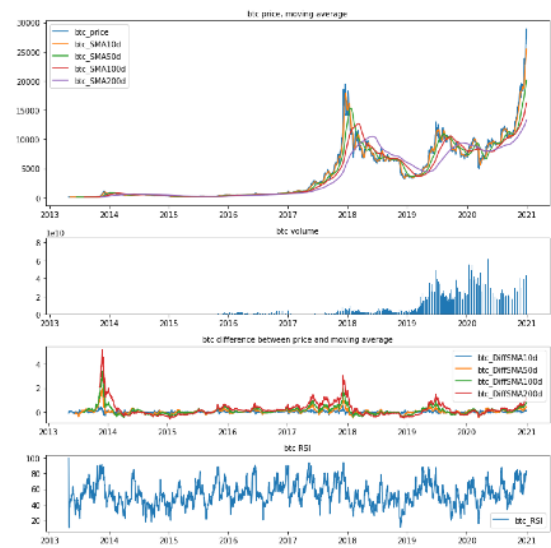 btc price, moving average
30000
25000
20000
15000
10000
5000
0
btc_price
btc_SMA10d
btc_SMA50d
btc_SMA100d
btc_SMA200d
2013 2014 2015 2016 2017 2018 2019 2020 2021
btc volume
1e10
8
6
4
2
0
2013 2014 2015 2016 2017 2018 2019 2020 2021
btc difference between price and moving average
4
2
0
btc_DiffSMA10d
btc_DiffSMA50d
btc_DiffSMA100d
btc_DiffSMA200d
2013 2014 2015 2016 2017 2018 2019 2020 2021
btc RSI
100
80
60
40
20
btc_RSI
2013 2014 2015 2016 2017 2018 2019 2020 2021